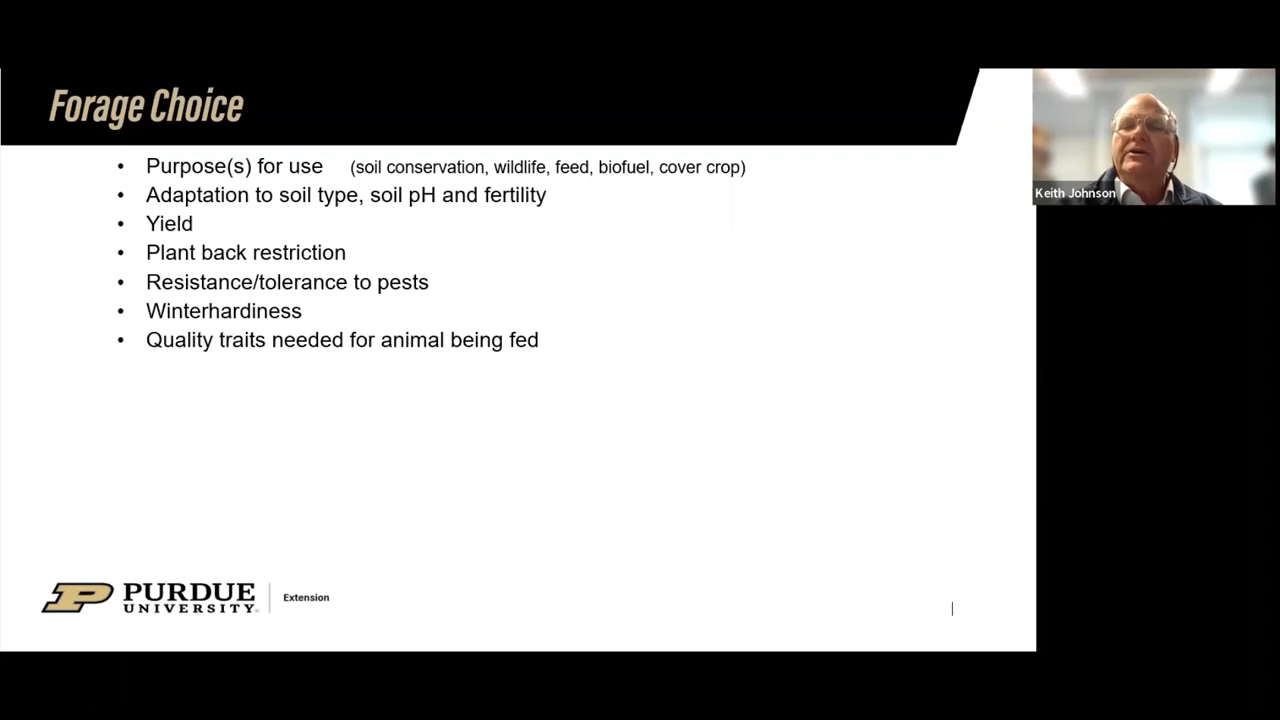 Forage Choice
• Purpose(s) for use (soil conservation, wildlife, feed, biofuel, cover crop)
• Adaptation to soil type, soil pH and fertility
• Yield
• Plant back restriction
• Resistance/tolerance to pests
• Winterhardiness
• Quality traits needed for animal being fed
Keith Johnson
P PURDUE UNIVERSITY | Extension